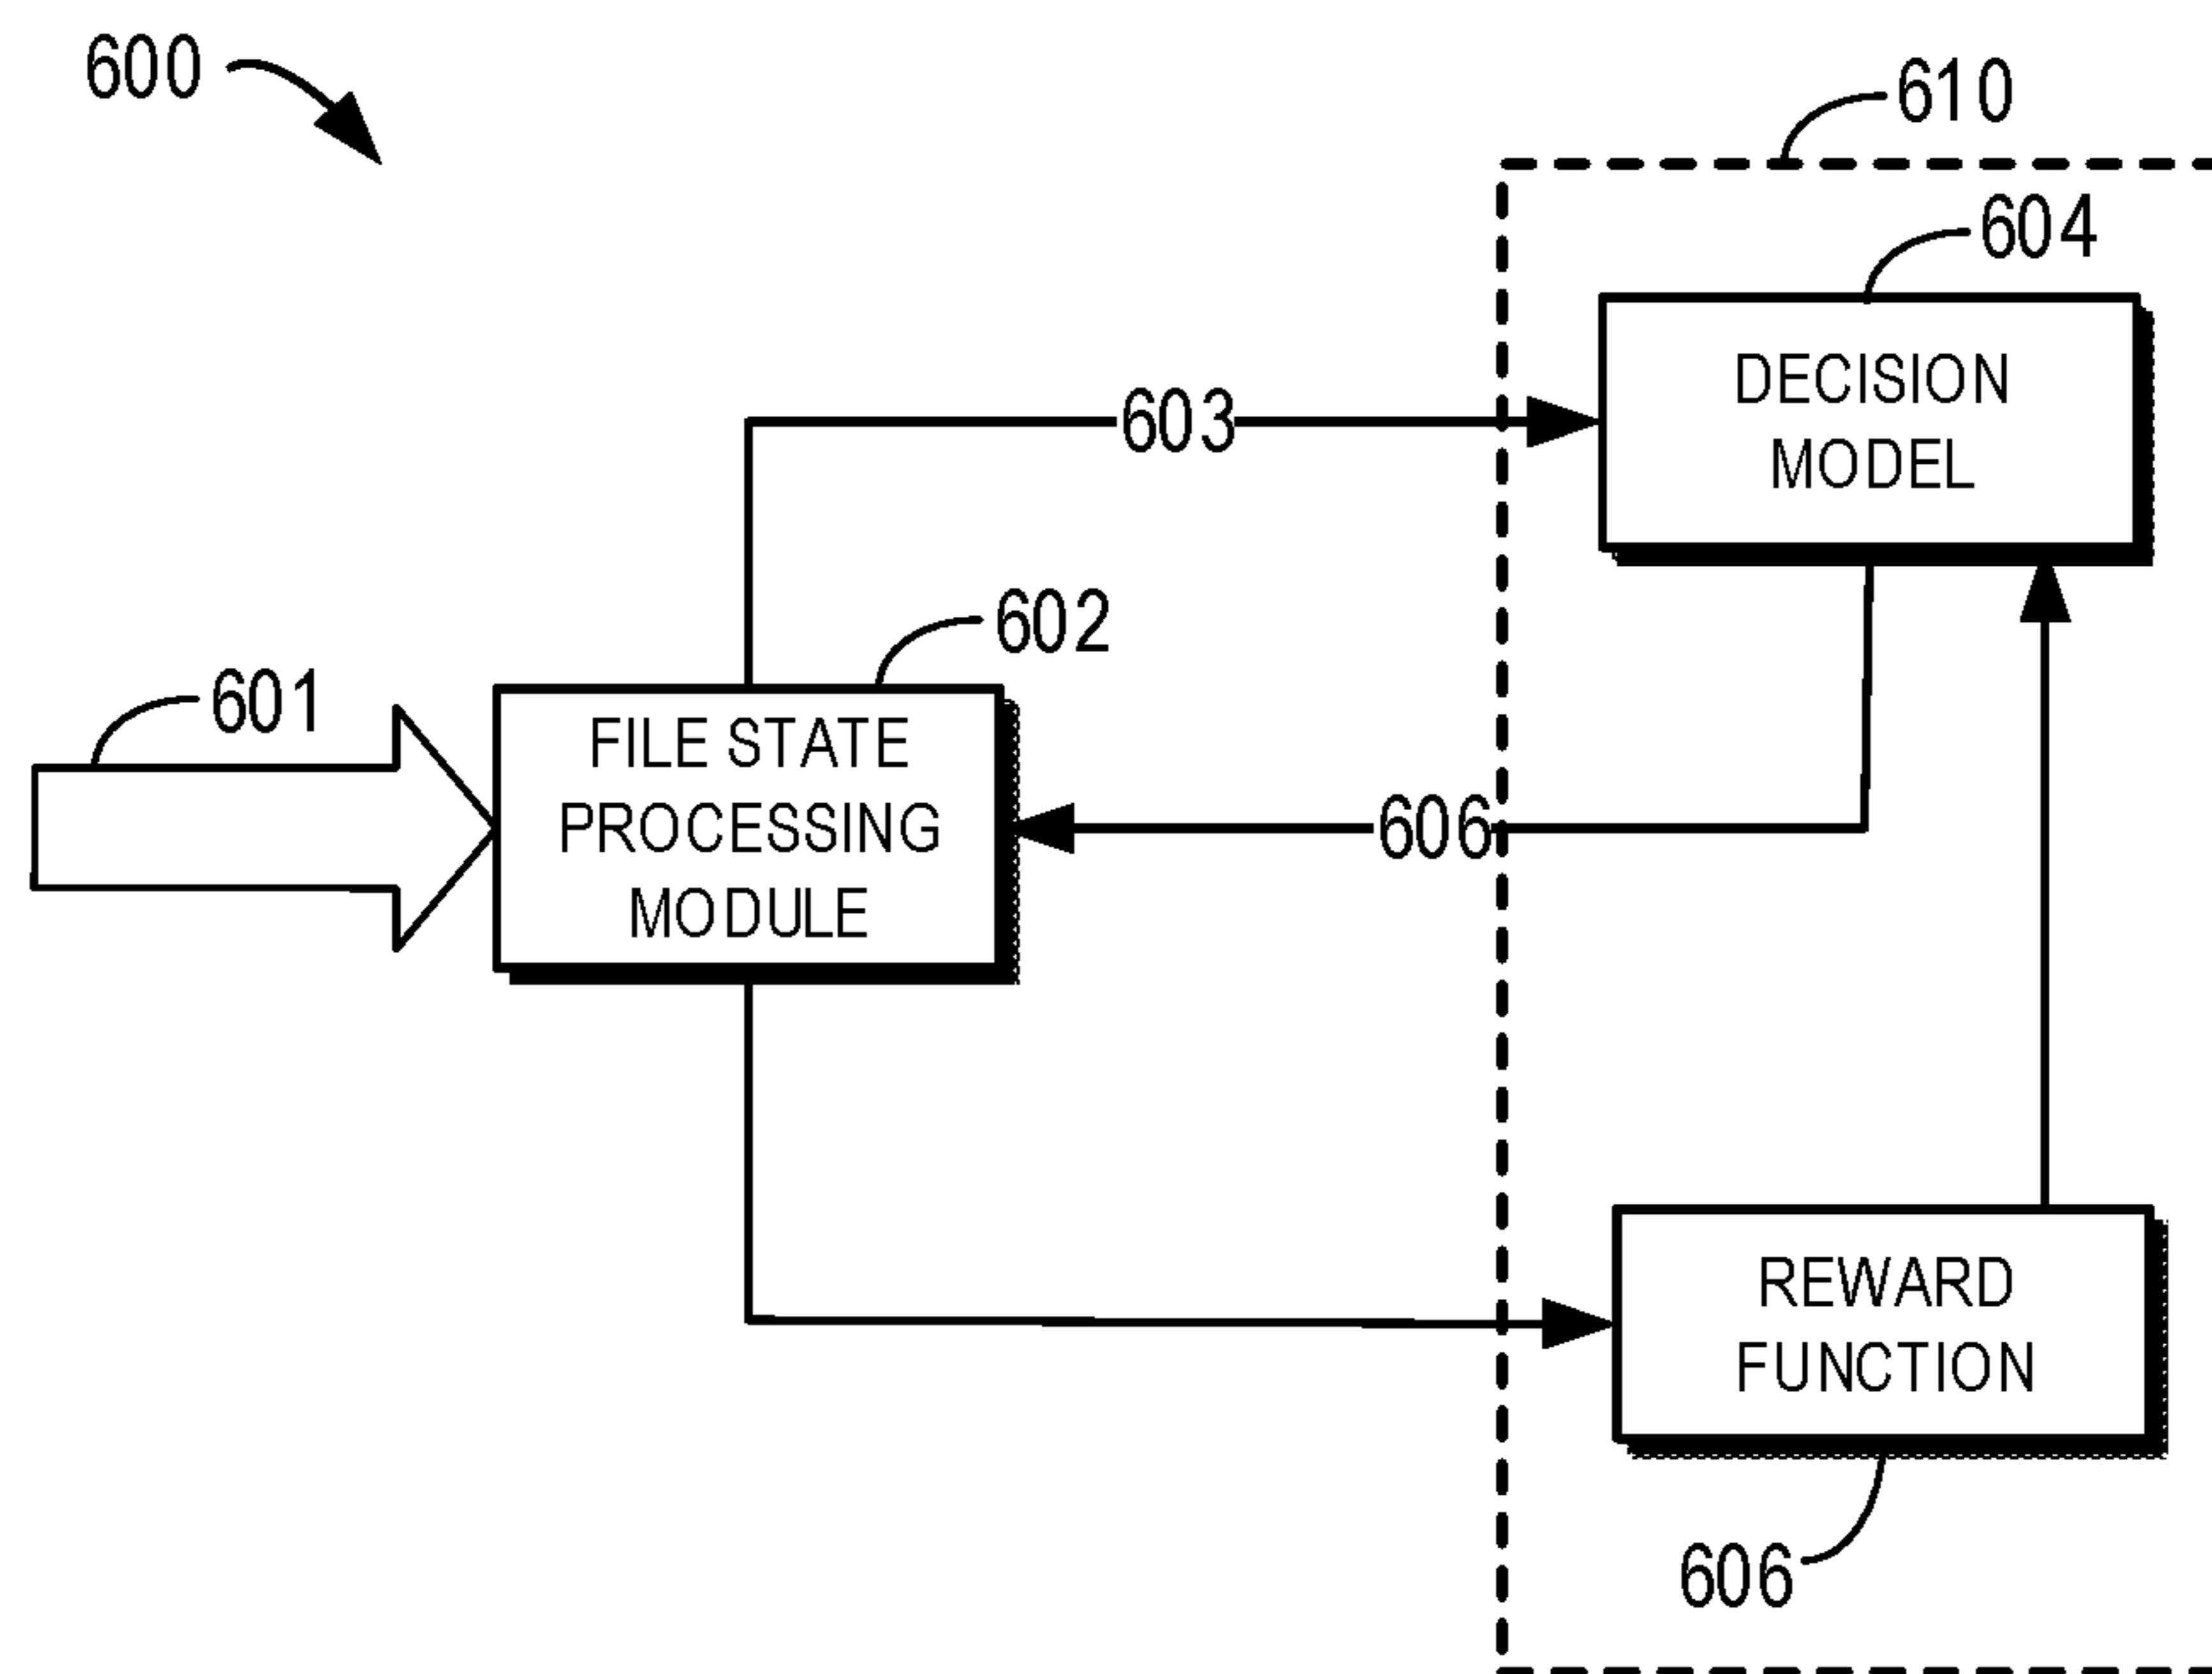 600
610
604
DECISION
MODEL
603
602
601
FILE STATE
PROCESSING
MODULE
606
REWARD
FUNCTION
606